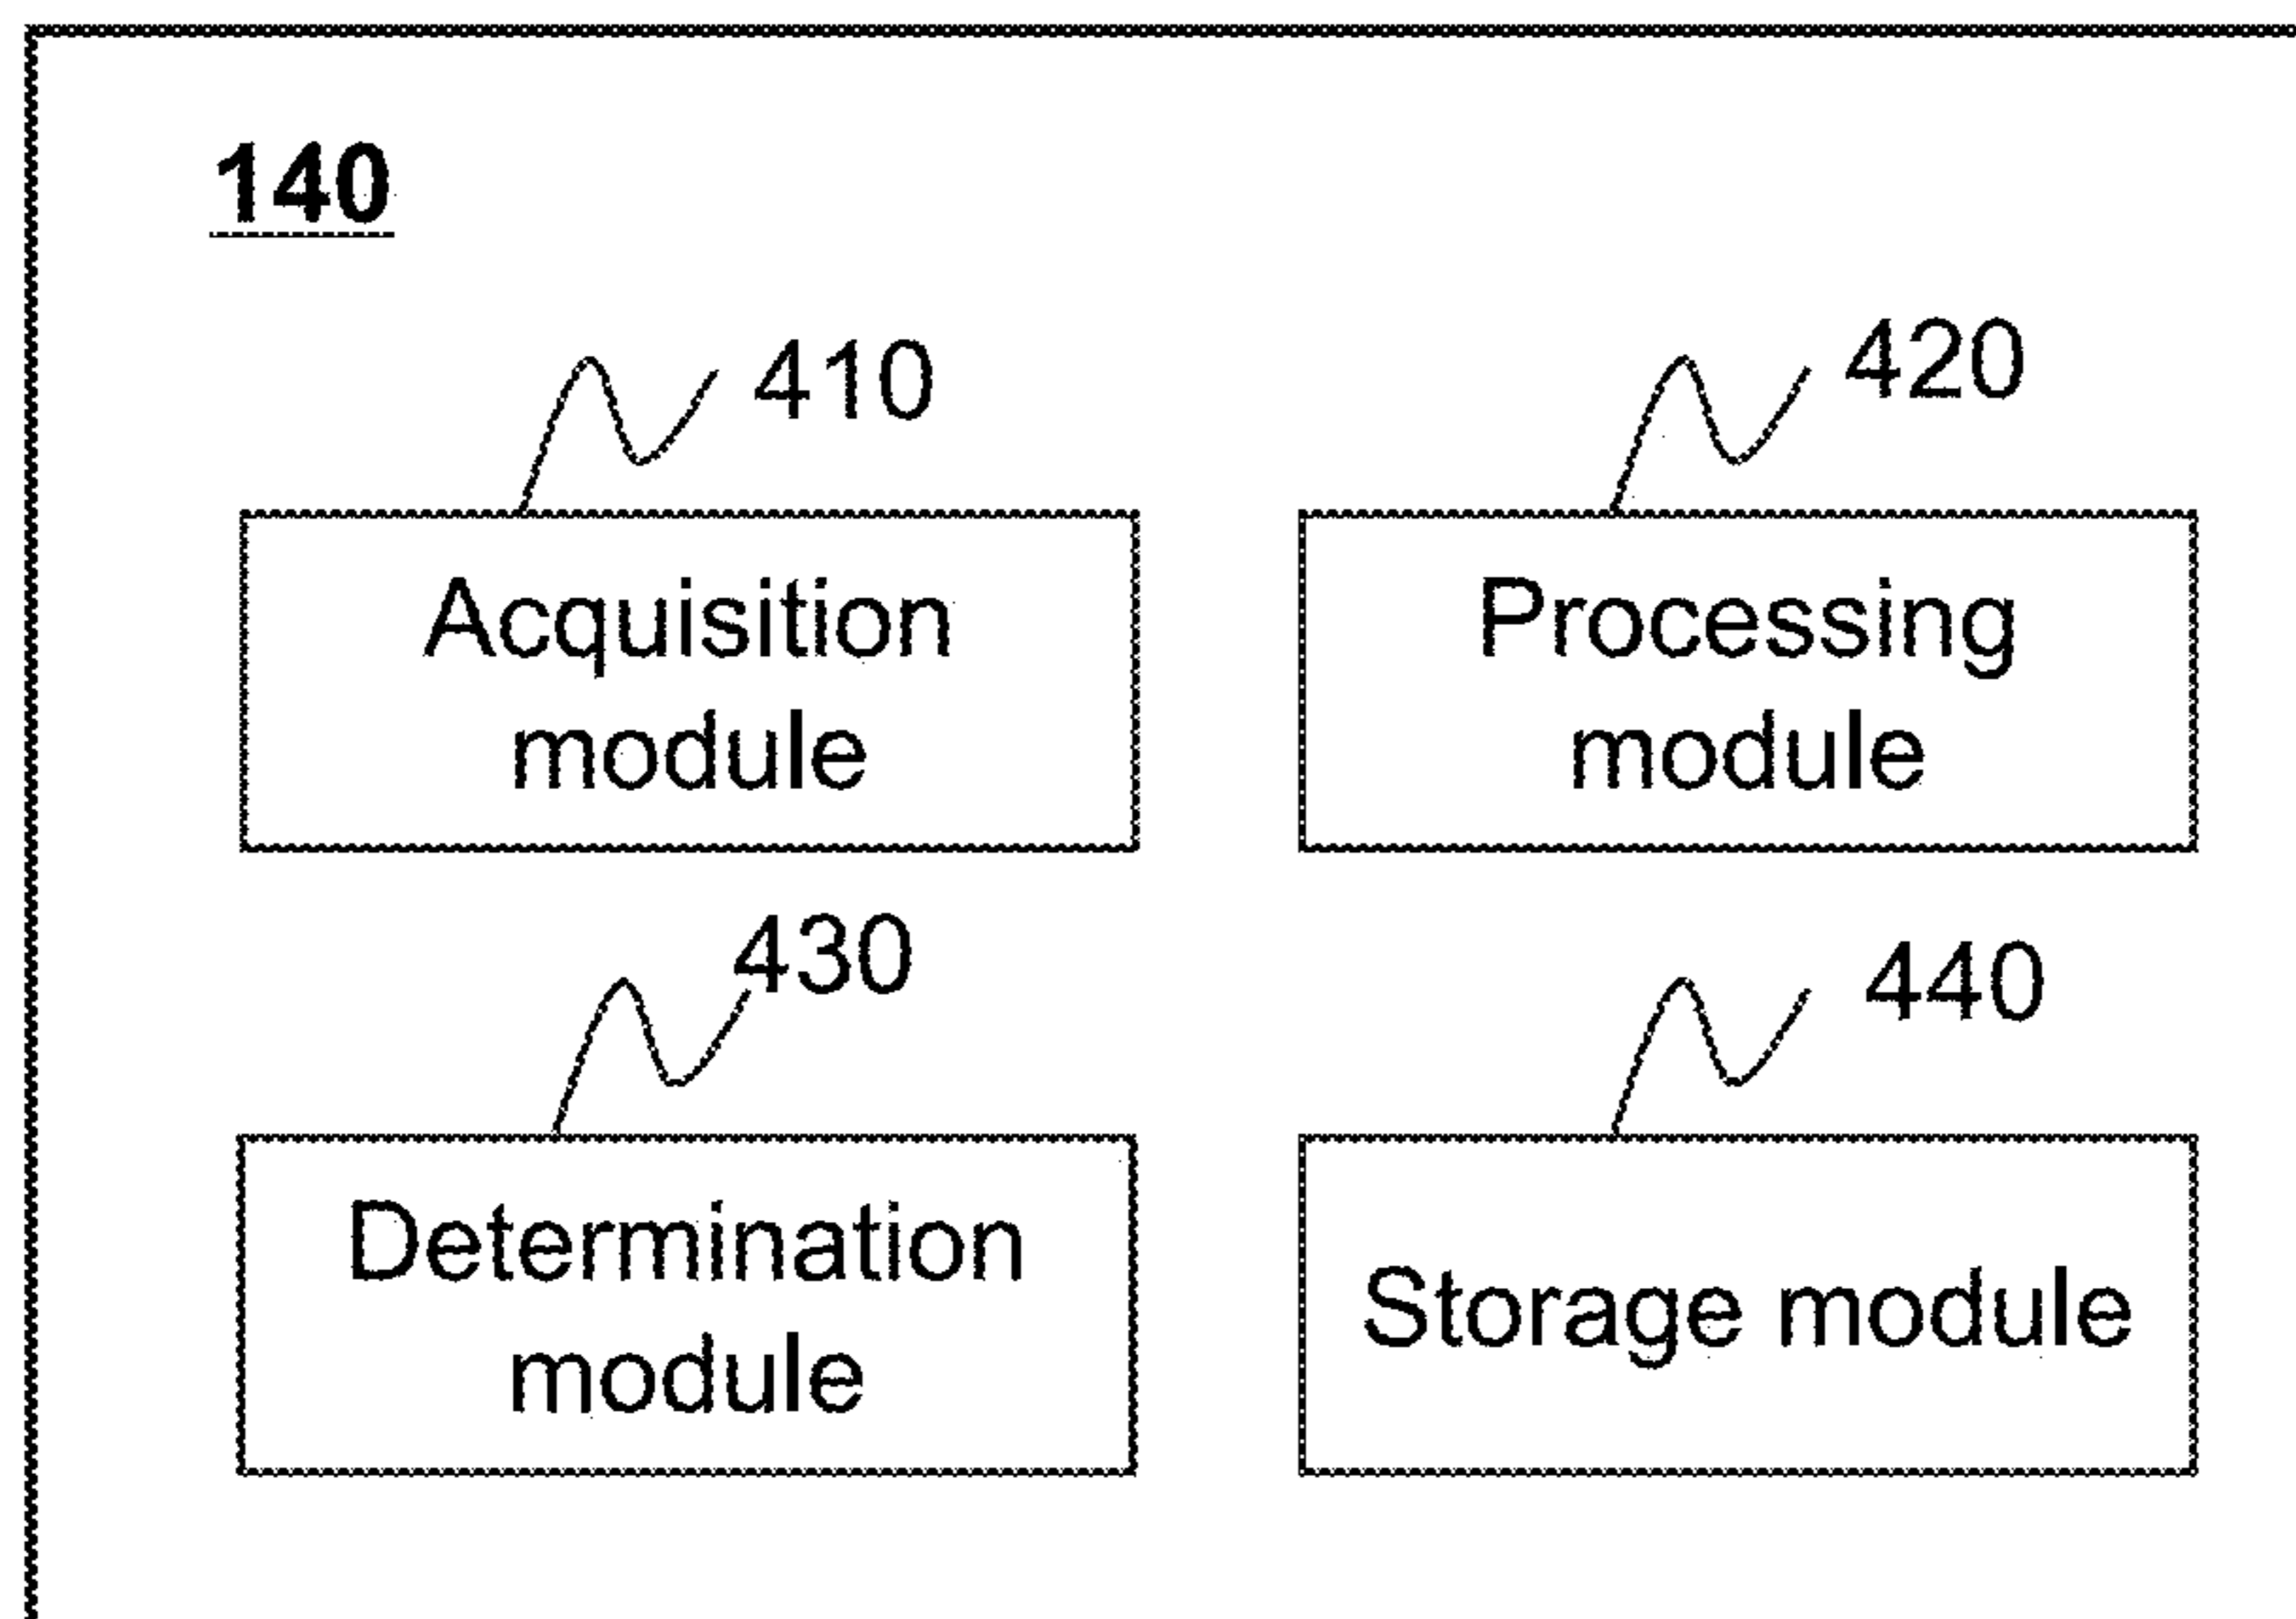 140
410
420
Acquisition
module
Processing
module
430
440
Determination
module
Storage module